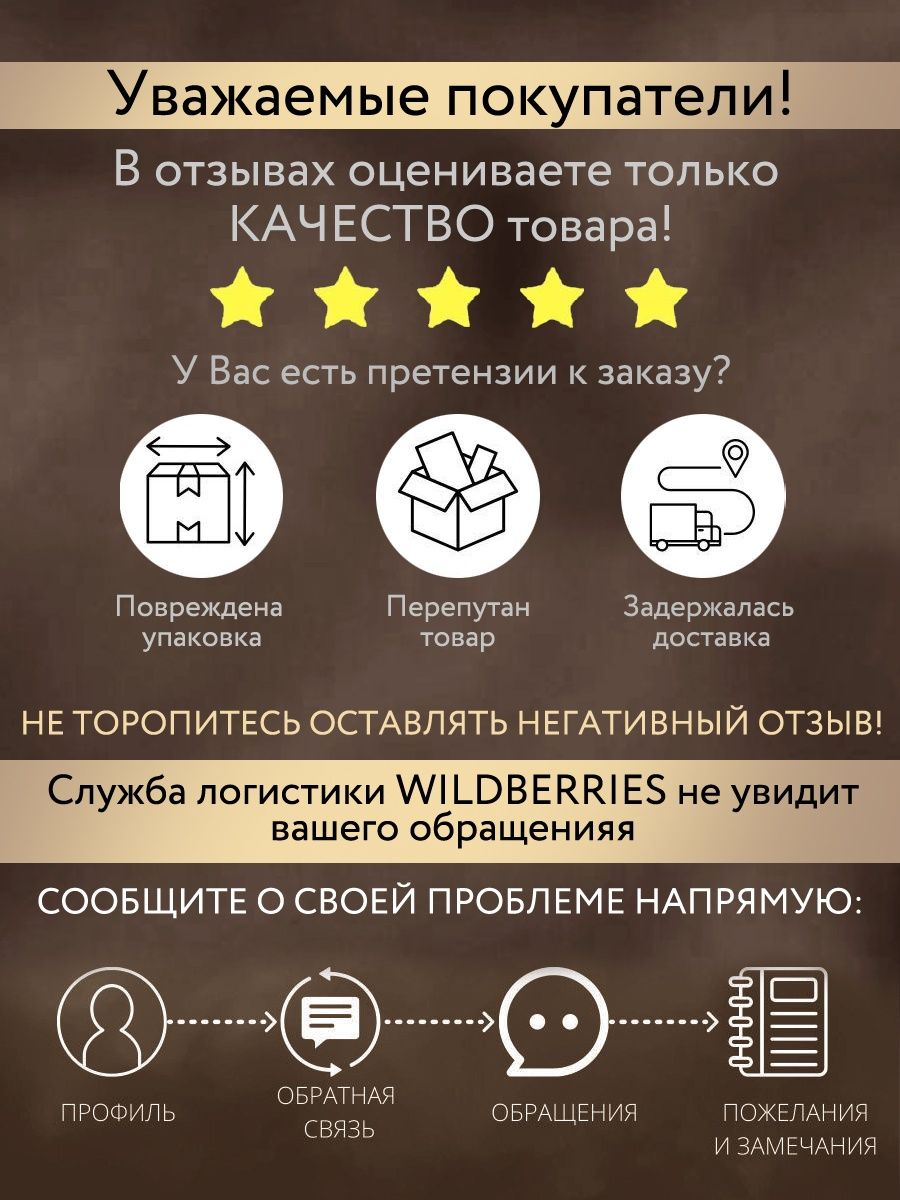 Уважаемые покупатели!
В отзывах оцениваете только
КАЧЕСТВО товара!
У Вас есть претензии к заказу?
Повреждена
упаковка
Перепутан
товар
Задержалась
доставка
НЕ ТОРОПИТЕСЬ ОСТАВЛЯТЬ НЕГАТИВНЫЙ ОТЗЫВ!
Служба логистики WILDBERRIES не увидит
вашего обращенияя
СООБЩИТЕ О СВОЕЙ ПРОБЛЕМЕ НАПРЯМУЮ:
ПРОФИЛЬ
ОБРАТНАЯ
СВЯЗЬ
ОБРАЩЕНИЯ
ПОЖЕЛАНИЯ
И ЗАМЕЧАНИЯ